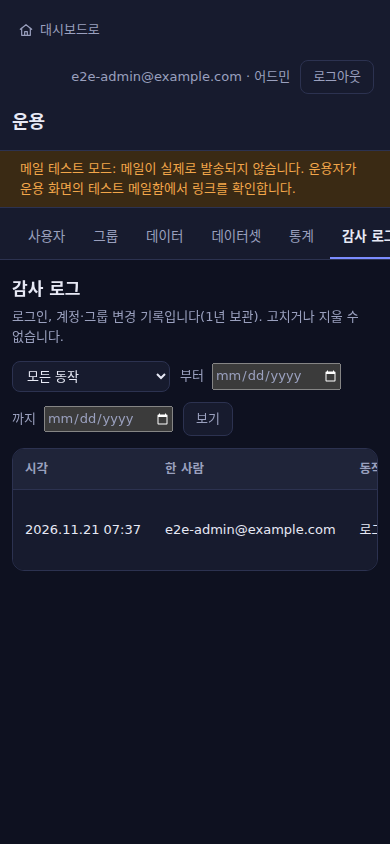 대시보드로
e2e-admin@example.com · 어드민
로그아웃
운용
메일 테스트 모드: 메일이 실제로 발송되지 않습니다. 운용자가
운용 화면의 테스트 메일함에서 링크를 확인합니다.
사용자 그룹 데이터 데이터셋 통계 감사 로그
감사 로그
로그인, 계정·그룹 변경 기록입니다(1년 보관). 고치거나 지울 수
없습니다.
모든 동작 부터 mm/dd/yyyy
까지 mm/dd/yyyy 보기
시각 한 사람 동작
2026.11.21 07:37 e2e-admin@example.com 로그